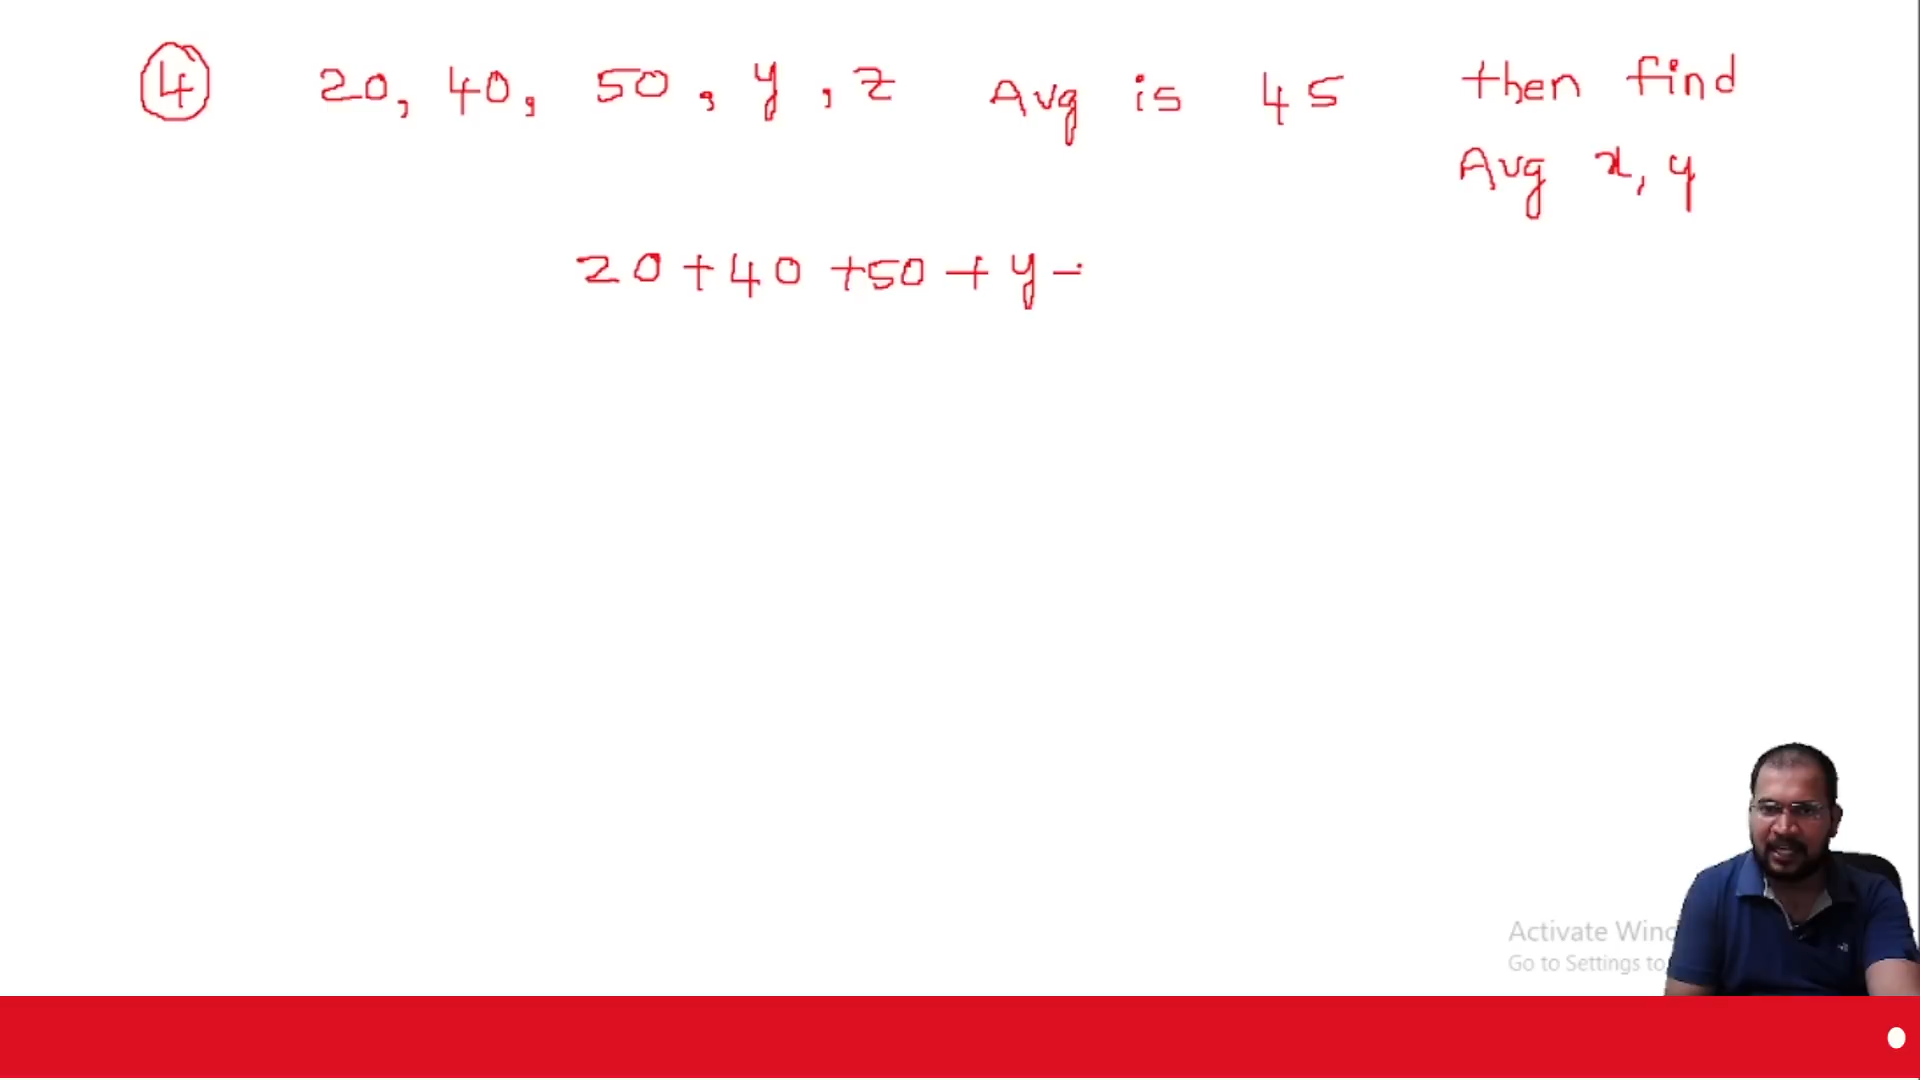 4 20, 40, 50, y, z Avg is 45 then find
Avg x, y
20+40+50+y-
Activate Wind
Go to Settings to